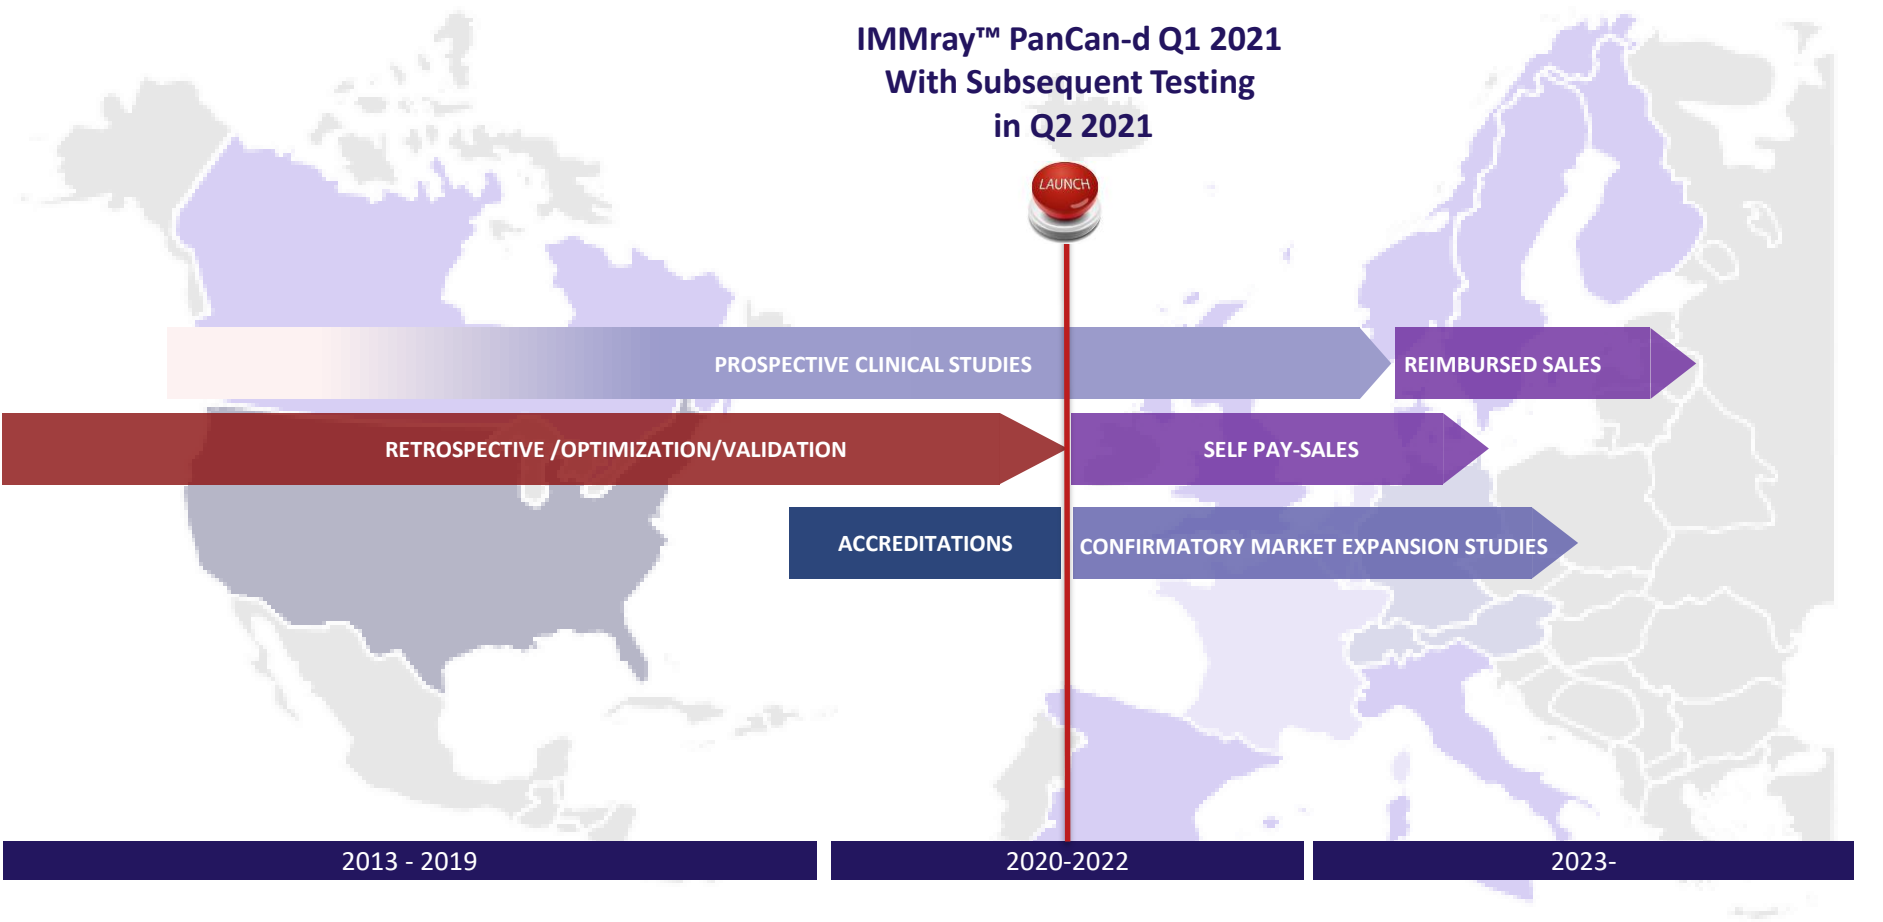 IMMray™ PanCan-d Q1 2021
With Subsequent Testing
in Q2 2021
LAUNCH
PROSPECTIVE CLINICAL STUDIES
REIMBURSED SALES
RETROSPECTIVE /OPTIMIZATION/VALIDATION
SELF PAY-SALES
ACCREDITATIONS
CONFIRMATORY MARKET EXPANSION STUDIES
2013 - 2019
2020-2022
2023-